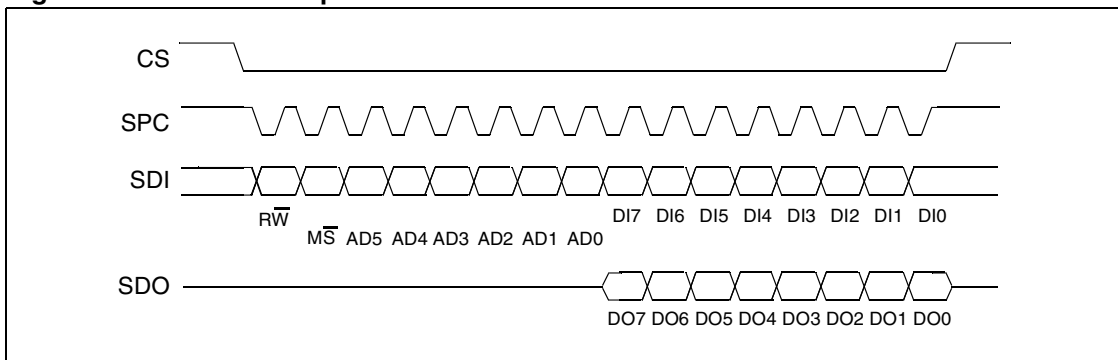 CS
SPC
SDI
RW̅
DI7 DI6 DI5 DI4 DI3 DI2 DI1 DI0
MS̅ AD5 AD4 AD3 AD2 AD1 AD0
SDO
DO7 DO6 DO5 DO4 DO3 DO2 DO1 DO0